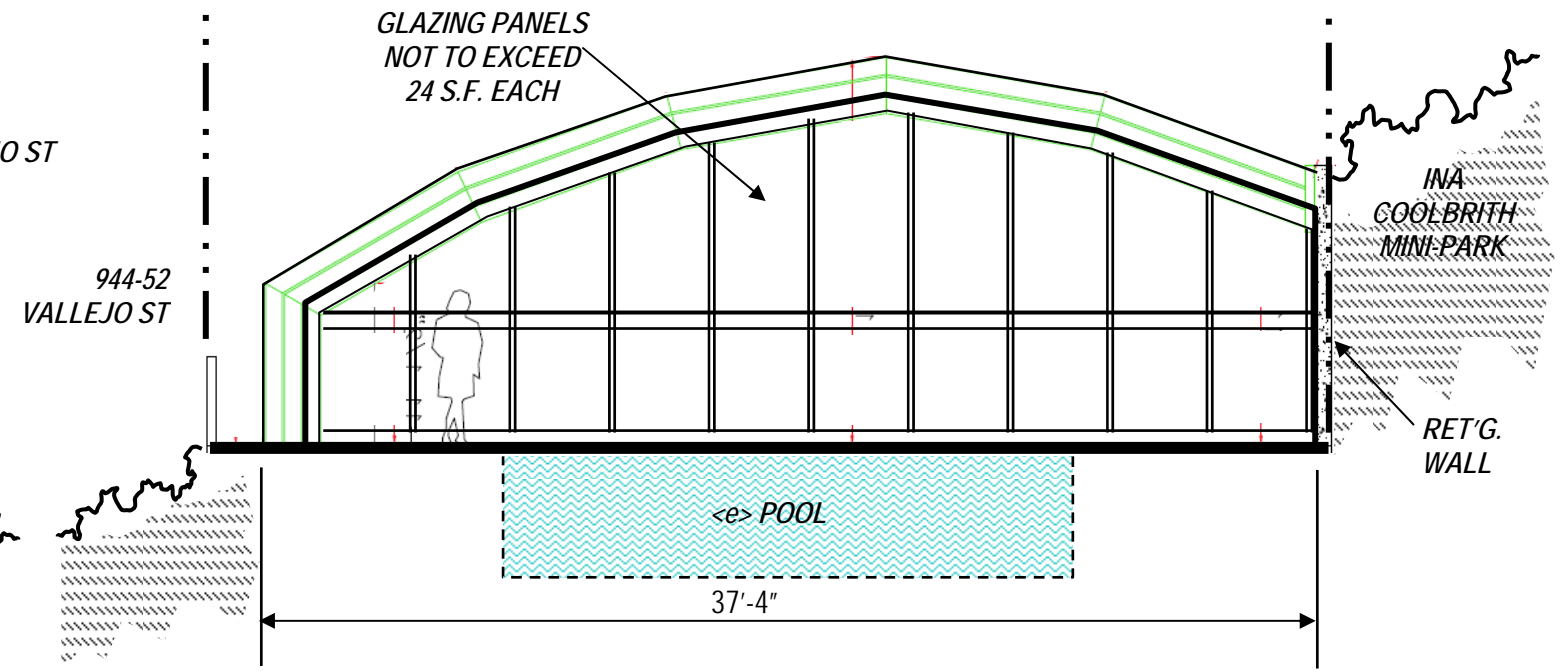 GLAZING PANELS
NOT TO EXCEED
24 S.F. EACH
O ST
944-52
VALLEJO ST
INA
COOLBRITH
MINI-PARK
RET'G.
WALL
<e> POOL
37'-4"